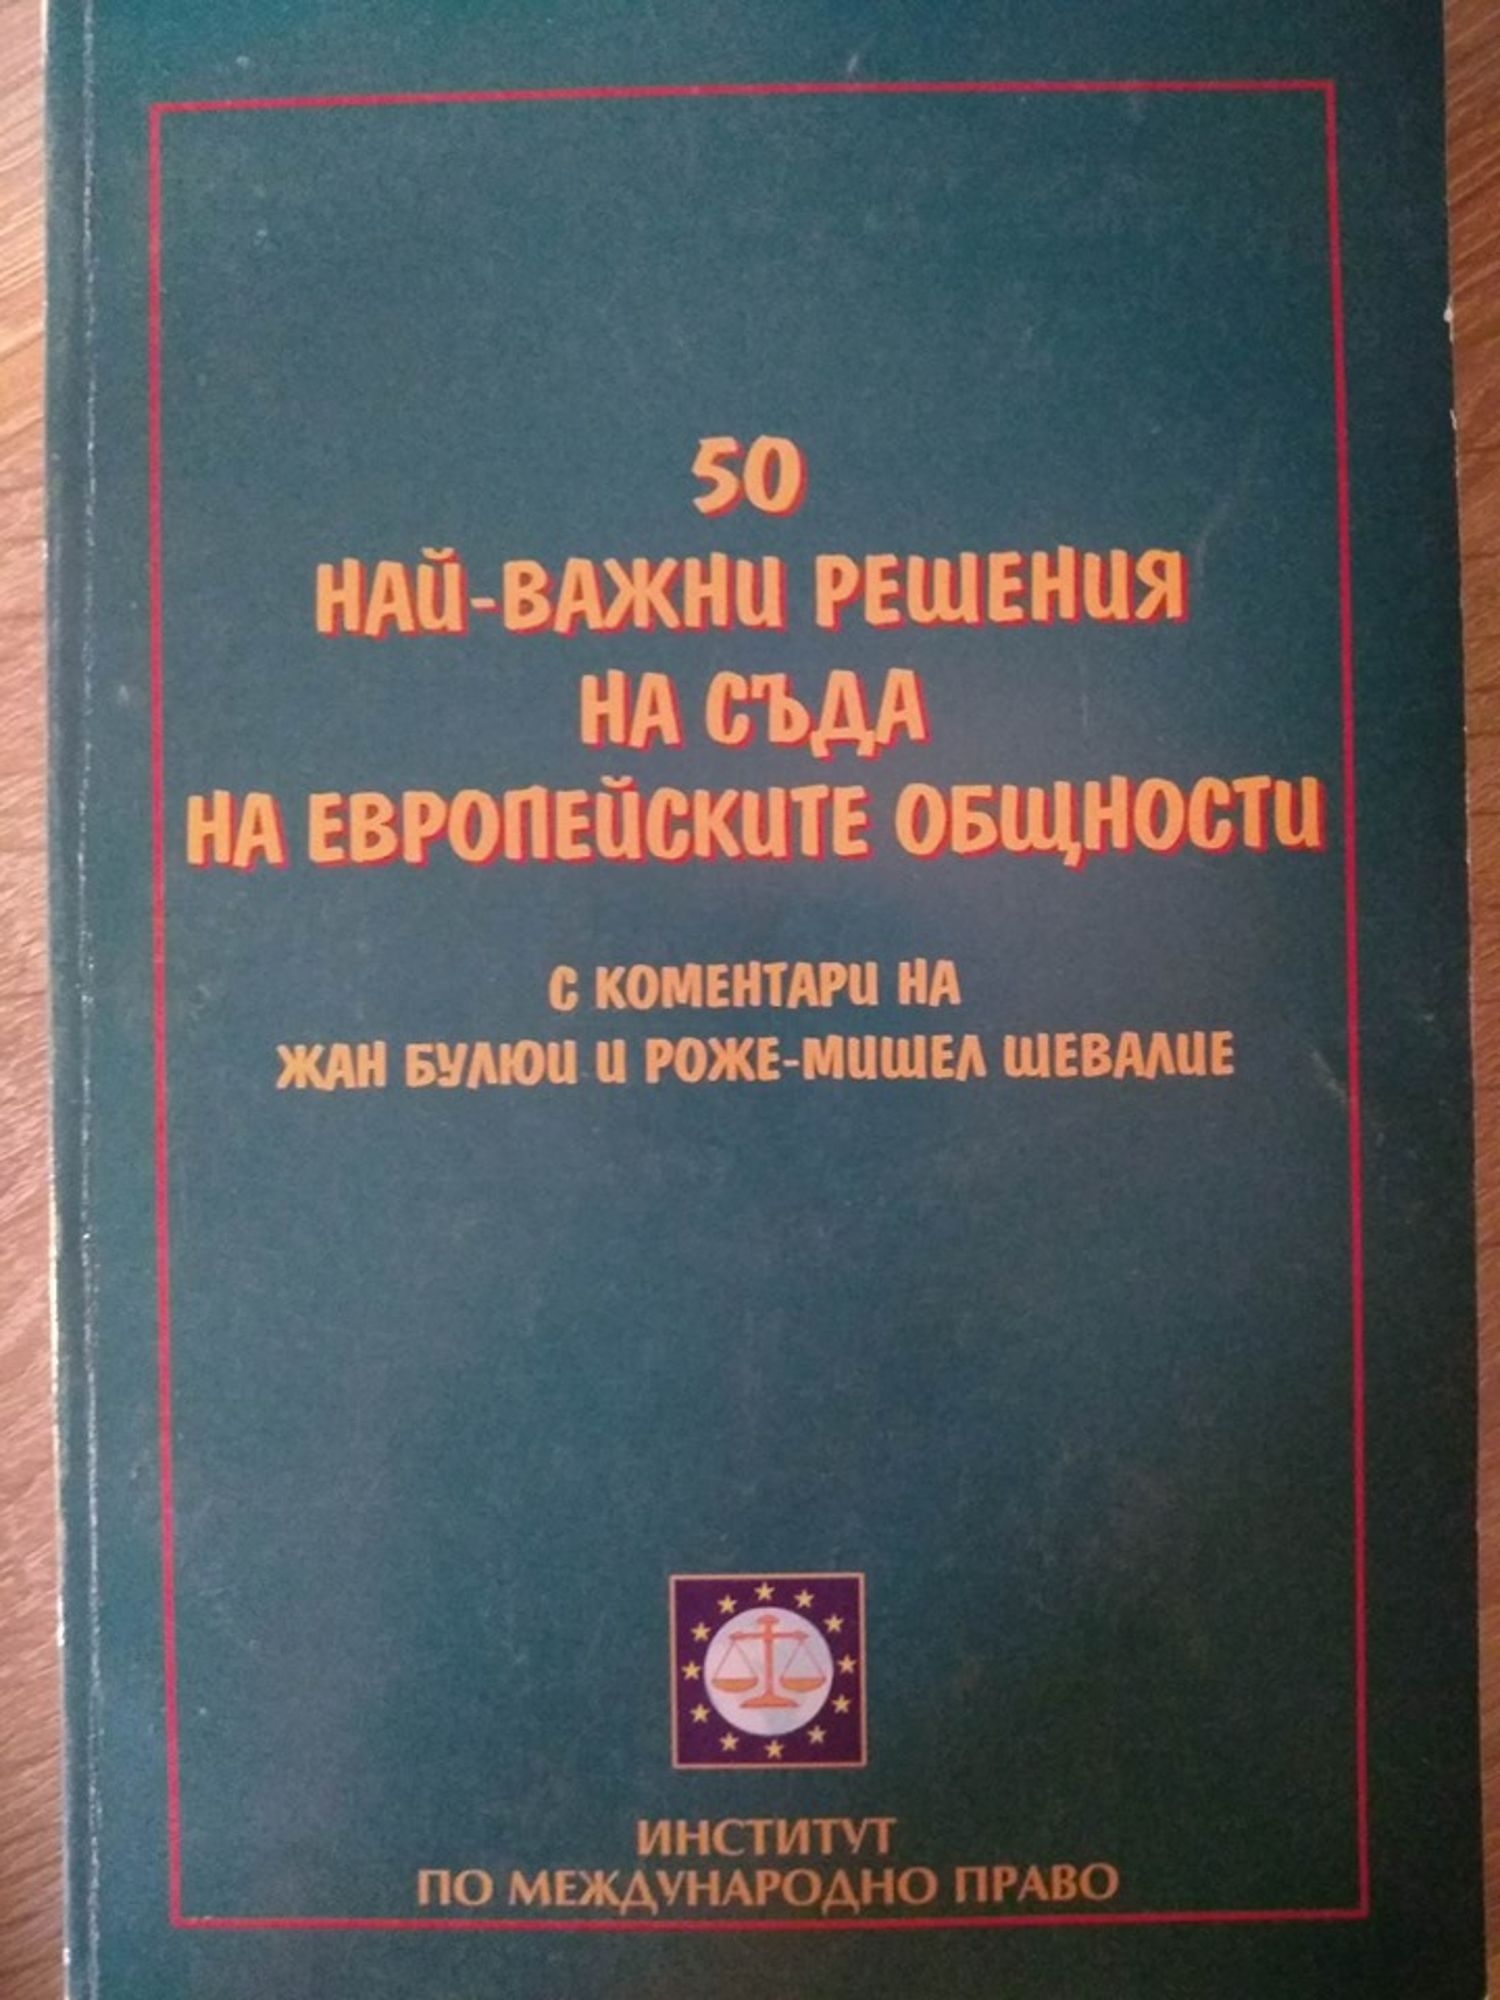 50
НАЙ-ВАЖНИ РЕШЕНИЯ
НА СЪДА
НА ЕВРОПЕЙСКИТЕ ОБЩНОСТИ
С КОМЕНТАРИ НА
ЖАН БУЛЮИ И РОЖЕ-МИШЕЛ ШЕВАЛИЕ
ИНСТИТУТ
ПО МЕЖДУНАРОДНО ПРАВО